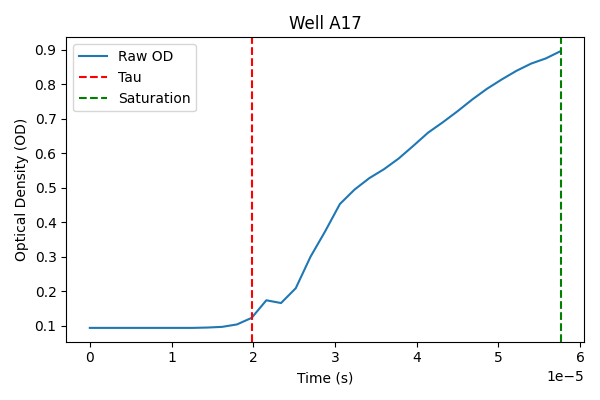 Well A17
Raw OD
Tau
Saturation
Optical Density (OD)
0.9
0.8
0.7
0.6
0.5
0.4
0.3
0.2
0.1
0 1 2 3 4 5 6
1e−5
Time (s)